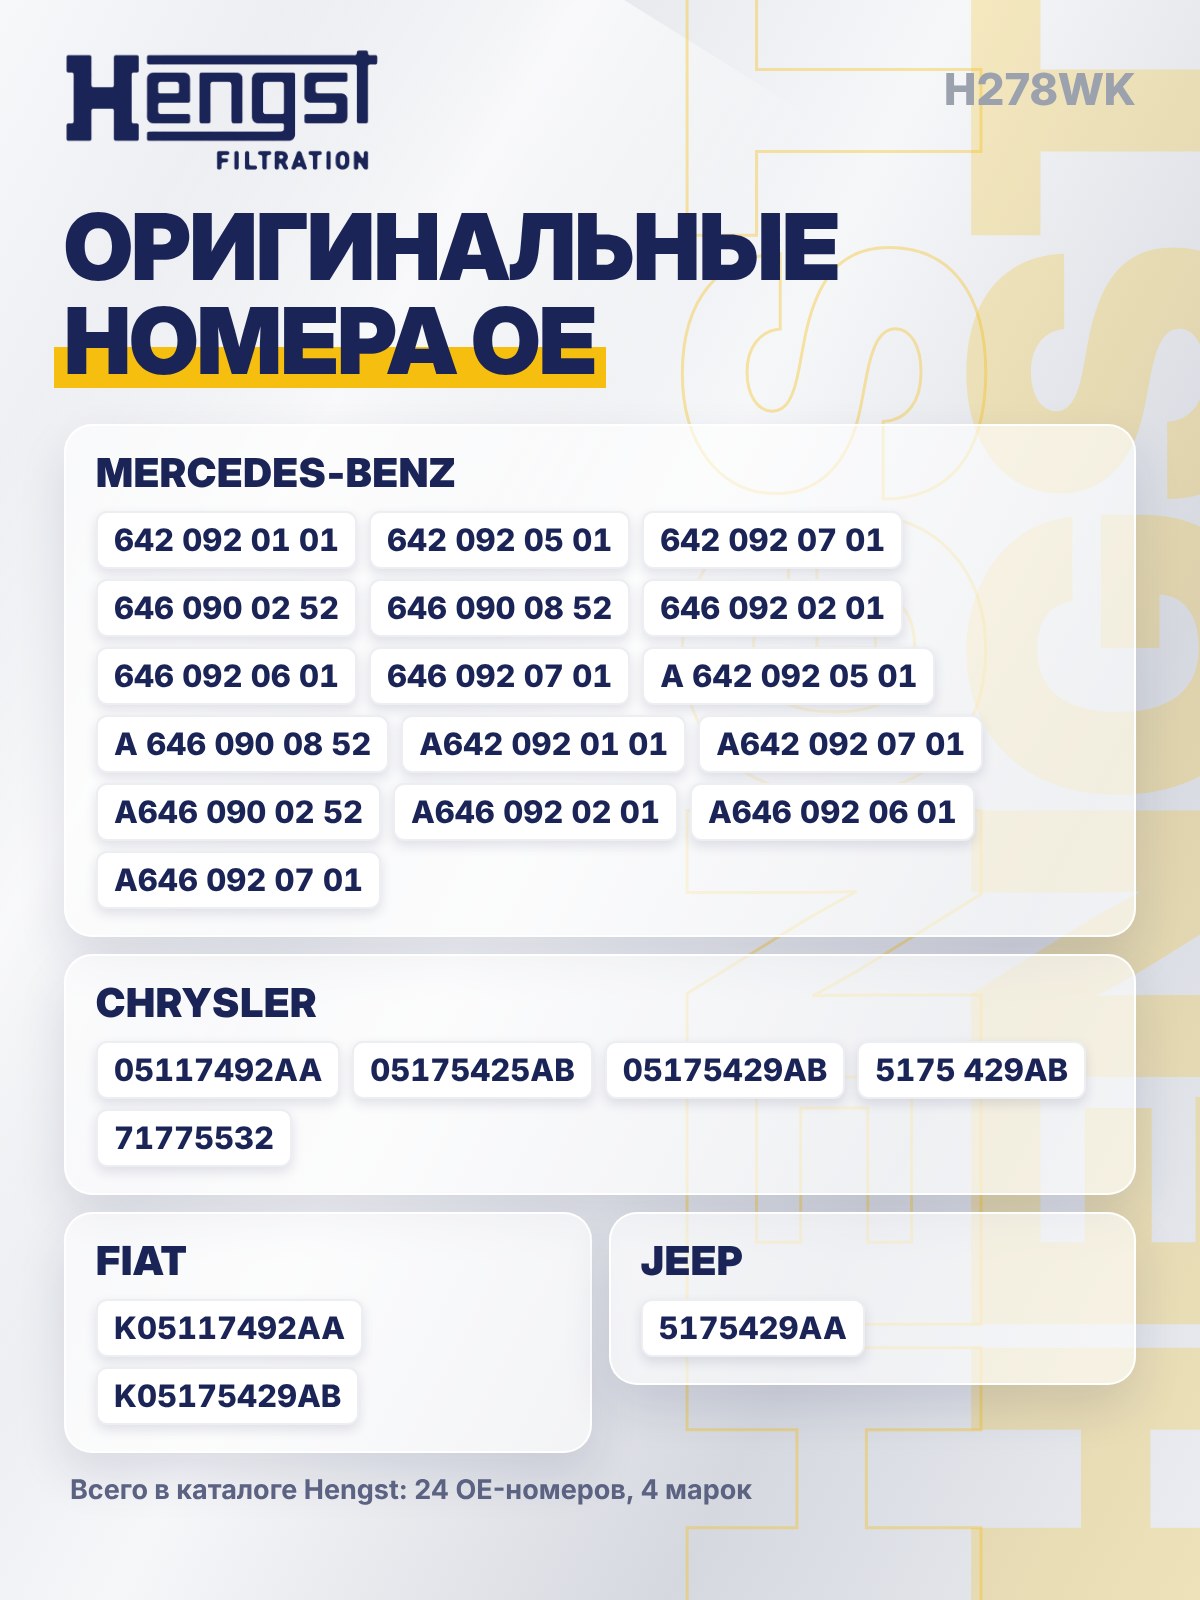 Hengst
FILTRATION
H278WK
ОРИГИНАЛЬНЫЕ
НОМЕРА OE
MERCEDES-BENZ
642 092 01 01 642 092 05 01 642 092 07 01
646 090 02 52 646 090 08 52 646 092 02 01
646 092 06 01 646 092 07 01 A 642 092 05 01
A 646 090 08 52 A642 092 01 01 A642 092 07 01
A646 090 02 52 A646 092 02 01 A646 092 06 01
A646 092 07 01
CHRYSLER
05117492AA 05175425AB 05175429AB 5175 429AB
71775532
FIAT
K05117492AA
K05175429AB
JEEP
5175429AA
Всего в каталоге Hengst: 24 OE-номеров, 4 марок
HENGST
HENGST